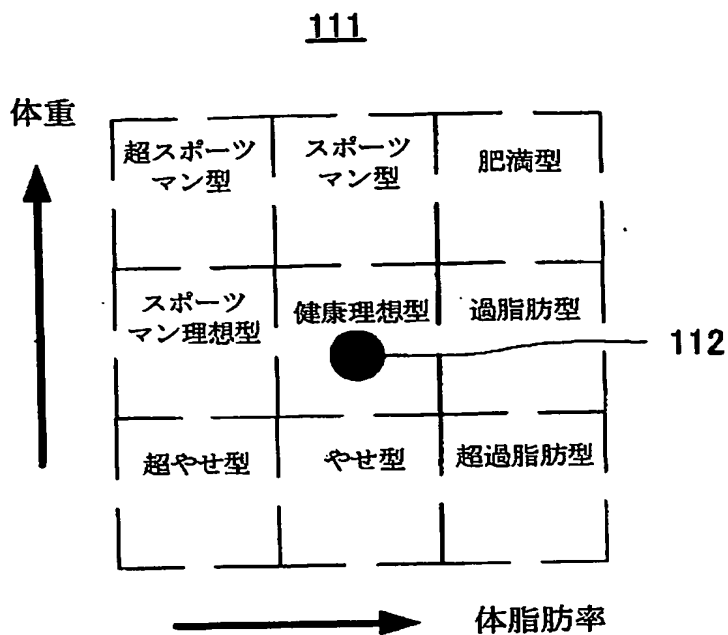 111
体重
超スポーツ
マン型
スポーツ
マン型
肥満型
スポーツ
マン理想型
健康理想型
過脂肪型
112
超やせ型
やせ型
超過脂肪型
体脂肪率